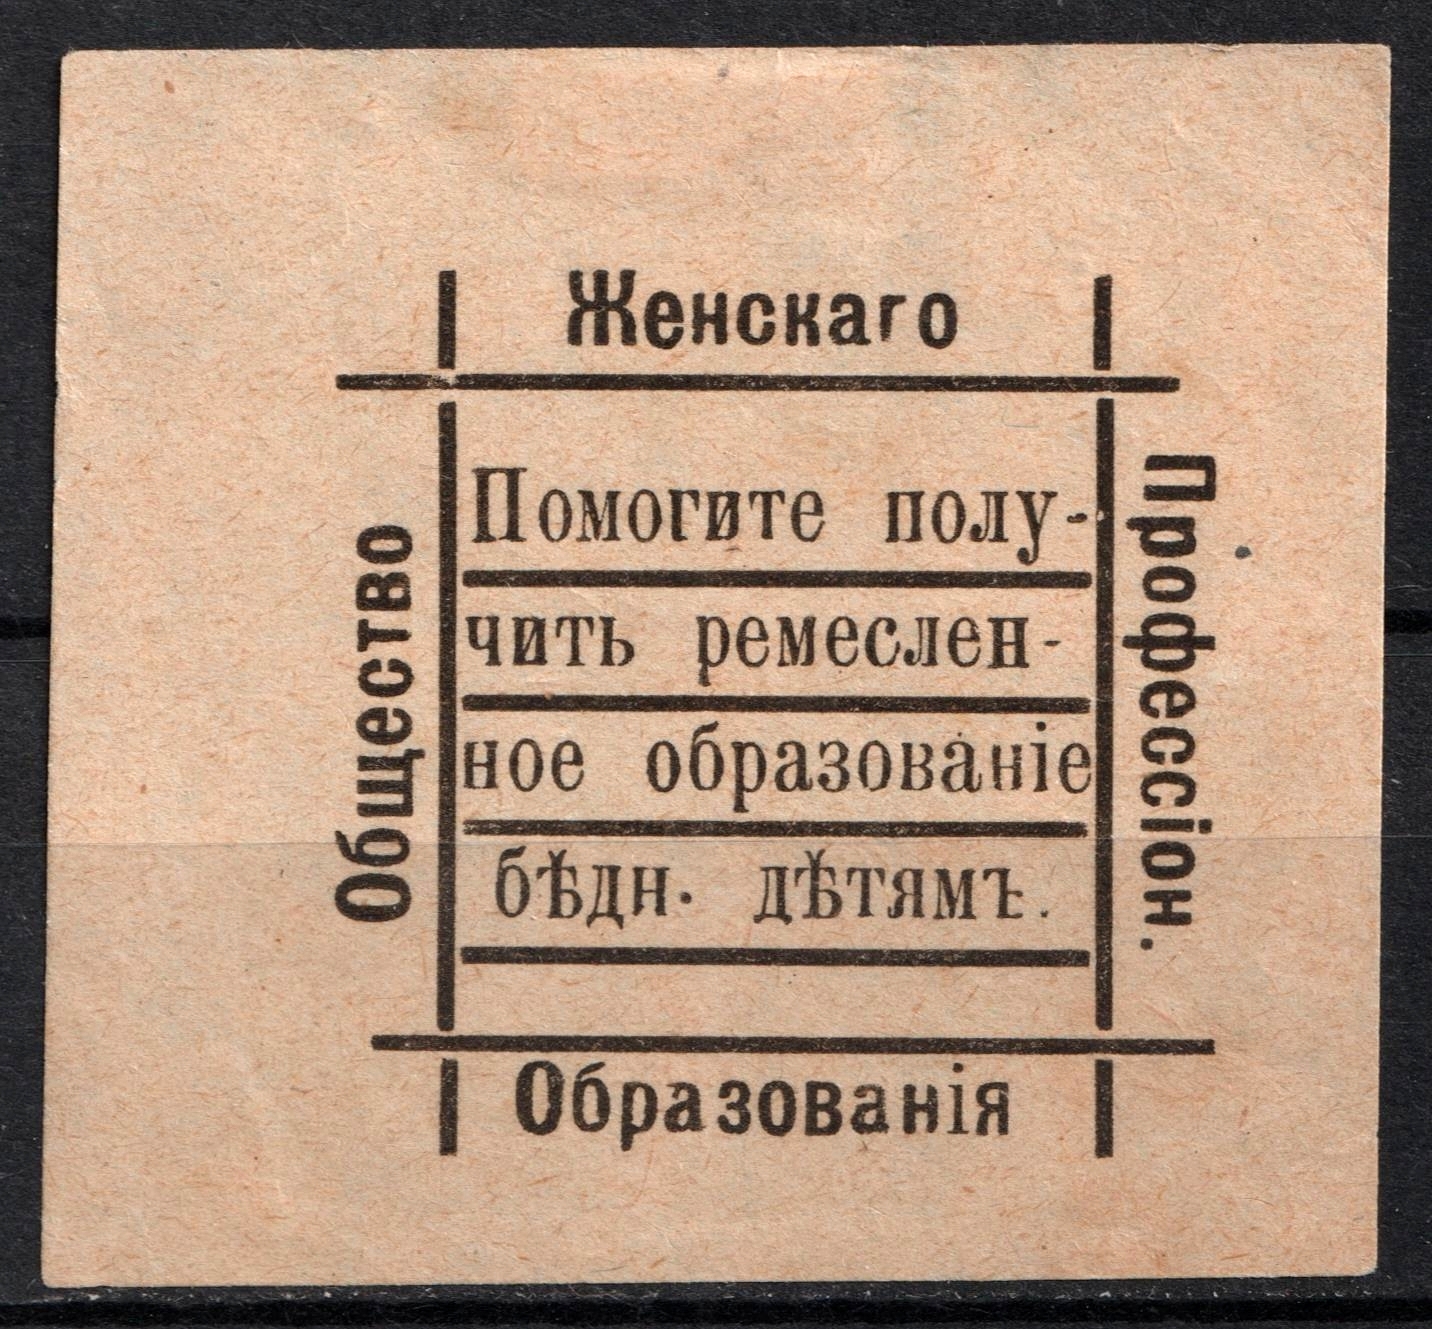 Общество
Женскаго
Профессіон.
Образованія
Помогите полу-
чить ремеслен-
ное образованіе
бѣдн. дѣтямъ.